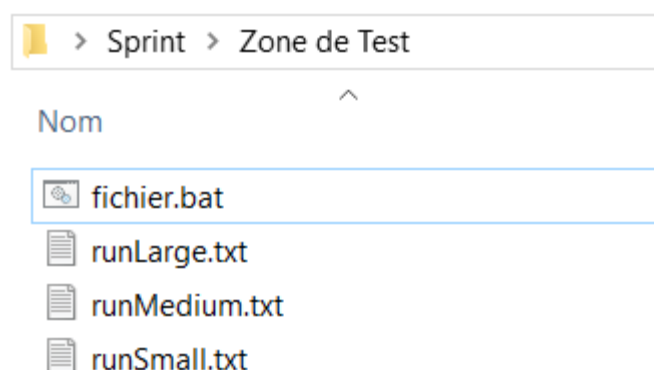 Sprint > Zone de Test
Nom
fichier.bat
runLarge.txt
runMedium.txt
runSmall.txt